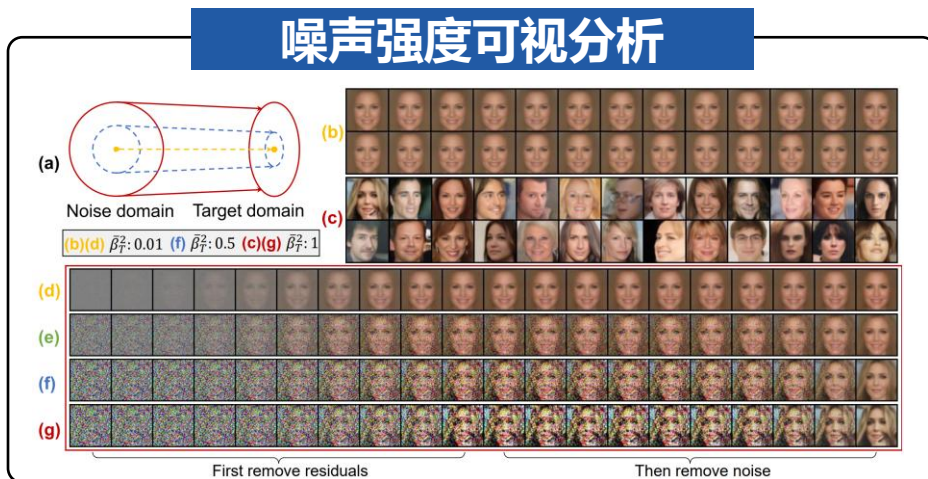 噪声强度可视分析
(a)
Noise domain Target domain
(b)(d) β̄²_T: 0.01 (f) β̄²_T: 0.5 (c)(g) β̄²_T: 1
(b)
(c)
(d)
(e)
(f)
(g)
First remove residuals Then remove noise